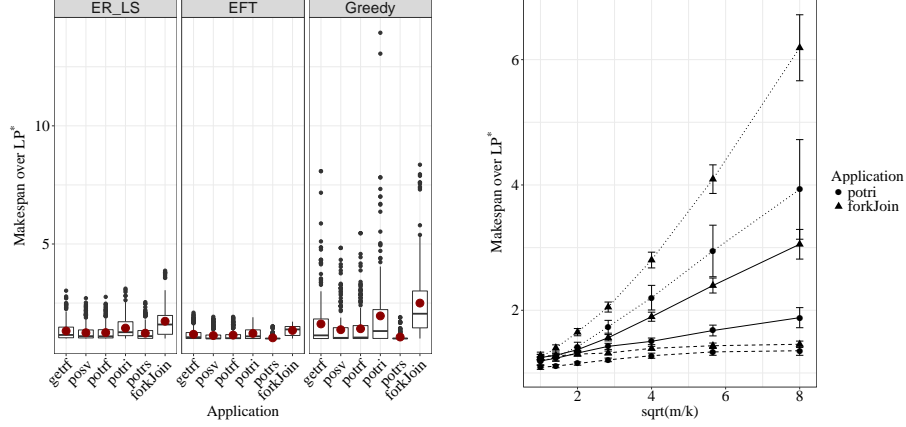 ER_LS EFT Greedy
Makespan over LP*
10
5
getrf posv potrf potri potrs forkJoin getrf posv potrf potri potrs forkJoin getrf posv potrf potri potrs forkJoin
Application
Makespan over LP*
6
4
2
2 4 6 8
sqrt(m/k)
Application
potri
forkJoin